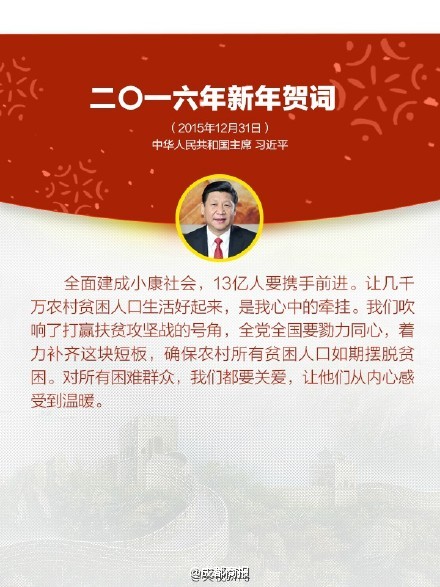 二〇一六年新年贺词
（2015年12月31日）
中华人民共和国主席 习近平
全面建成小康社会，13亿人要携手前进。让几千
万农村贫困人口生活好起来，是我心中的牵挂。我们吹
响了打赢扶贫攻坚战的号角，全党全国要勠力同心，着
力补齐这块短板，确保农村所有贫困人口如期摆脱贫
困。对所有困难群众，我们都要关爱，让他们从内心感
受到温暖。